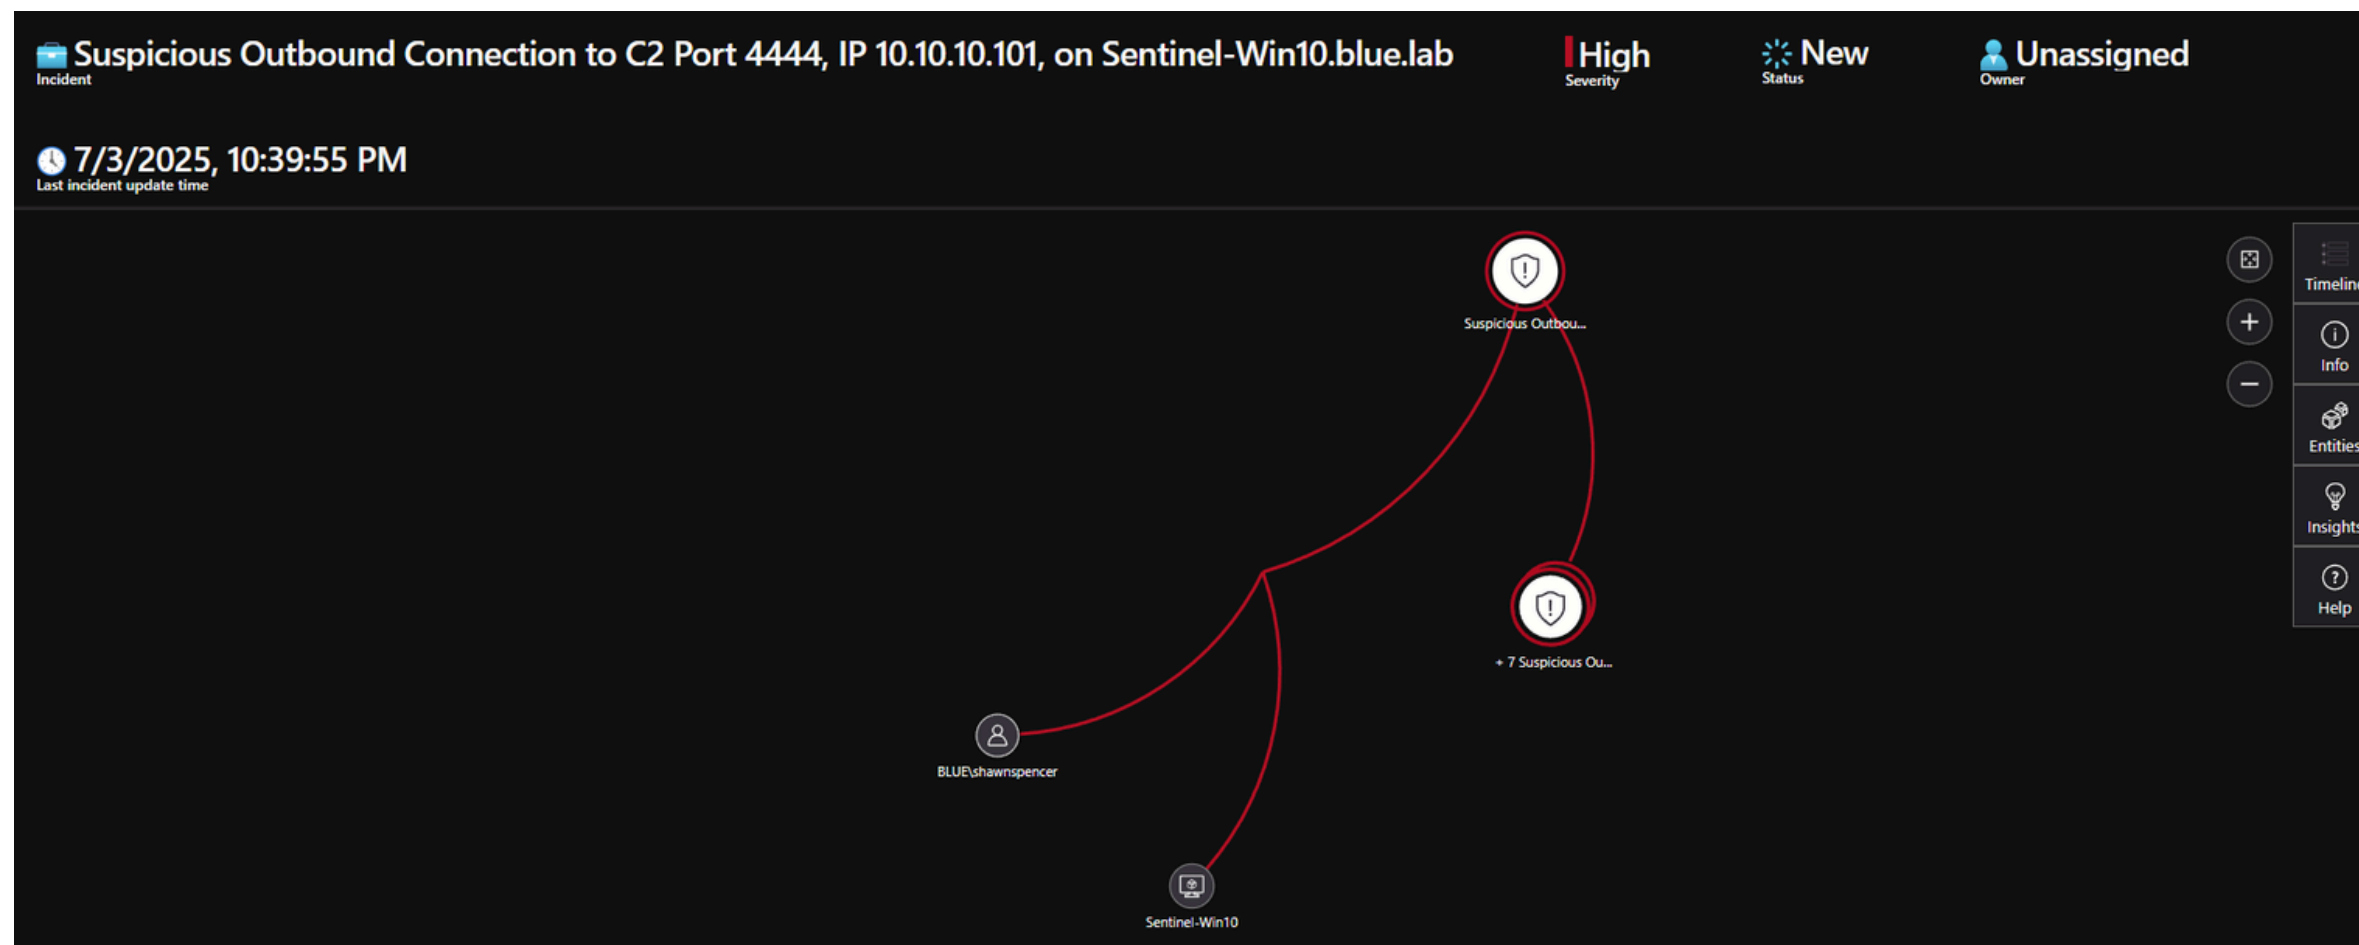 Suspicious Outbound Connection to C2 Port 4444, IP 10.10.10.101, on Sentinel-Win10.blue.lab
Incident
High
Severity
New
Status
Unassigned
Owner
7/3/2025, 10:39:55 PM
Last incident update time
Suspicious Outbou...
Timeline
Info
Entities
Insights
Help
+ 7 Suspicious Ou...
BLUE\shawnspencer
Sentinel-Win10